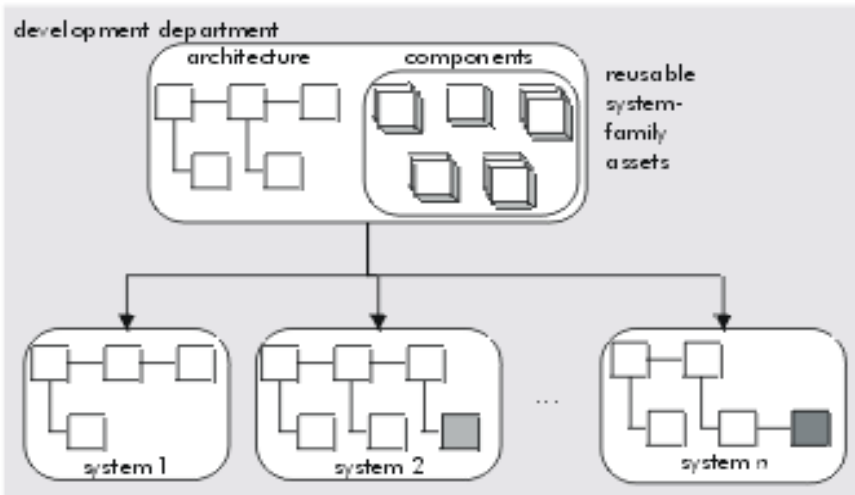 development department
architecture
components
reusable
system-
family
assets
...
system 1
system 2
system n